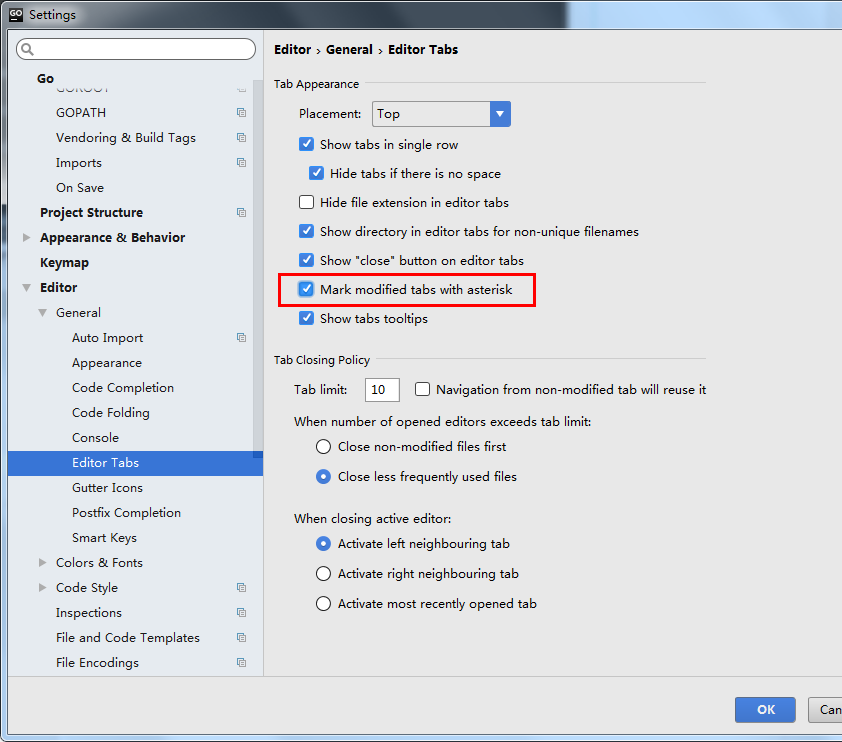 GO Settings
Go
GOROOT
GOPATH
Vendoring & Build Tags
Imports
On Save
Project Structure
Appearance & Behavior
Keymap
Editor
General
Auto Import
Appearance
Code Completion
Code Folding
Console
Editor Tabs
Gutter Icons
Postfix Completion
Smart Keys
Colors & Fonts
Code Style
Inspections
File and Code Templates
File Encodings
Editor › General › Editor Tabs
Tab Appearance
Placement: Top
Show tabs in single row
Hide tabs if there is no space
Hide file extension in editor tabs
Show directory in editor tabs for non-unique filenames
Show "close" button on editor tabs
Mark modified tabs with asterisk
Show tabs tooltips
Tab Closing Policy
Tab limit: 10 Navigation from non-modified tab will reuse it
When number of opened editors exceeds tab limit:
Close non-modified files first
Close less frequently used files
When closing active editor:
Activate left neighbouring tab
Activate right neighbouring tab
Activate most recently opened tab
OK Can